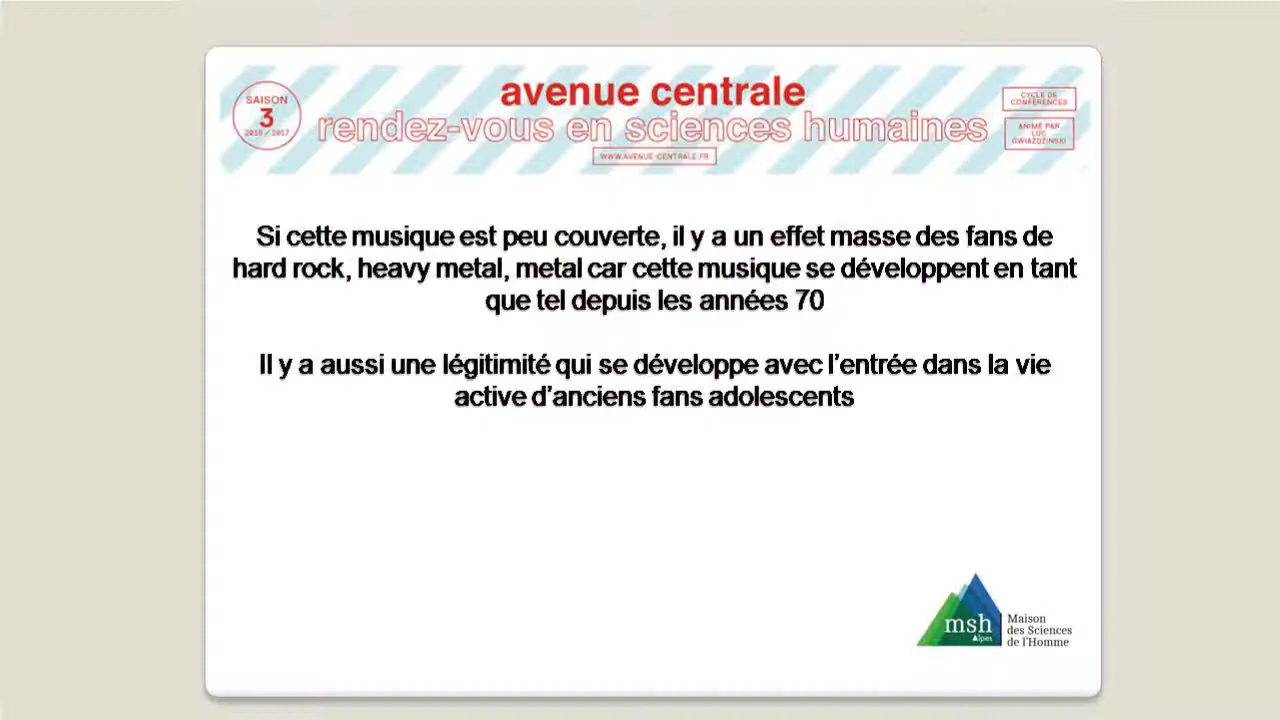 SAISON
3
2016 / 2017
avenue centrale
rendez-vous en sciences humaines
WWW.AVENUE-CENTRALE.FR
CYCLE DE
CONFÉRENCES
ANIMÉ PAR
LUC
GWIAZDZINSKI
Si cette musique est peu couverte, il y a un effet masse des fans de
hard rock, heavy metal, metal car cette musique se développent en tant
que tel depuis les années 70
Il y a aussi une légitimité qui se développe avec l’entrée dans la vie
active d’anciens fans adolescents
msh
Alpes
Maison
des Sciences
de l'Homme